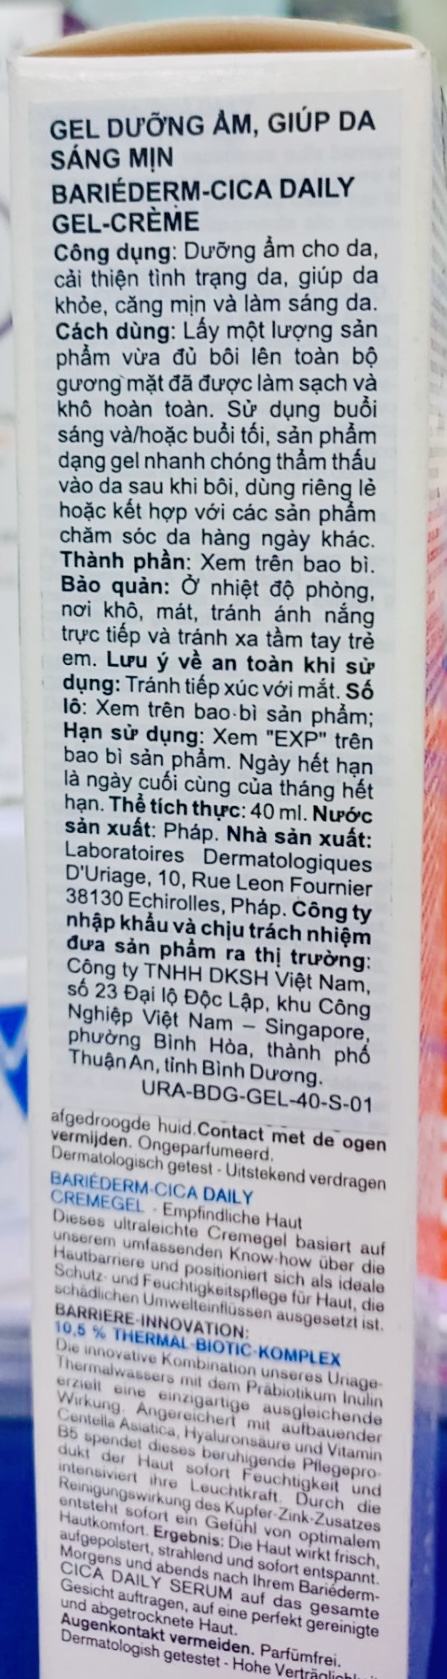 GEL DƯỠNG ẨM, GIÚP DA
SÁNG MỊN
BARIÉDERM-CICA DAILY
GEL-CRÈME
Công dụng: Dưỡng ẩm cho da,
cải thiện tình trạng da, giúp da
khỏe, căng mịn và làm sáng da.
Cách dùng: Lấy một lượng sản
phẩm vừa đủ bôi lên toàn bộ
gương mặt đã được làm sạch và
khô hoàn toàn. Sử dụng buổi
sáng và/hoặc buổi tối, sản phẩm
dạng gel nhanh chóng thẩm thấu
vào da sau khi bôi, dùng riêng lẻ
hoặc kết hợp với các sản phẩm
chăm sóc da hàng ngày khác.
Thành phần: Xem trên bao bì.
Bảo quản: Ở nhiệt độ phòng,
nơi khô, mát, tránh ánh nắng
trực tiếp và tránh xa tầm tay trẻ
em. Lưu ý về an toàn khi sử
dụng: Tránh tiếp xúc với mắt. Số
lô: Xem trên bao bì sản phẩm;
Hạn sử dụng: Xem "EXP" trên
bao bì sản phẩm. Ngày hết hạn
là ngày cuối cùng của tháng hết
hạn. Thể tích thực: 40 ml. Nước
sản xuất: Pháp. Nhà sản xuất:
Laboratoires Dermatologiques
D'Uriage, 10, Rue Leon Fournier
38130 Echirolles, Pháp. Công ty
nhập khẩu và chịu trách nhiệm
đưa sản phẩm ra thị trường:
Công ty TNHH DKSH Việt Nam,
số 23 Đại lộ Độc Lập, khu Công
Nghiệp Việt Nam – Singapore,
phường Bình Hòa, thành phố
Thuận An, tỉnh Bình Dương.
URA-BDG-GEL-40-S-01
afgedroogde huid. Contact met de ogen
vermijden. Ongeparfumeerd.
Dermatologisch getest - Uitstekend verdragen
BARIÉDERM-CICA DAILY
CREMEGEL - Empfindliche Haut
Dieses ultraleichte Cremegel basiert auf
unserem umfassenden Know-how über die
Hautbarriere und positioniert sich als ideale
Schutz- und Feuchtigkeitspflege für Haut, die
schädlichen Umwelteinflüssen ausgesetzt ist.
BARRIERE-INNOVATION:
10,5 % THERMAL-BIOTIC-KOMPLEX
Die innovative Kombination unseres Uriage-
Thermalwassers mit dem Präbiotikum Inulin
erzielt eine einzigartige ausgleichende
Wirkung. Angereichert mit aufbauender
Centella Asiatica, Hyaluronsäure und Vitamin
B5 spendet dieses beruhigende Pflegepro-
dukt der Haut sofort Feuchtigkeit und
intensiviert ihre Leuchtkraft. Durch die
Reinigungswirkung des Kupfer-Zink-Zusatzes
entsteht sofort ein Gefühl von optimalem
Hautkomfort. Ergebnis: Die Haut wirkt frisch,
aufgepolstert, strahlend und sofort entspannt.
Morgens und abends nach Ihrem Bariéderm-
CICA DAILY SERUM auf das gesamte
Gesicht auftragen, auf eine perfekt gereinigte
und abgetrocknete Haut.
Augenkontakt vermeiden. Parfümfrei.
Dermatologish getestet - Hohe